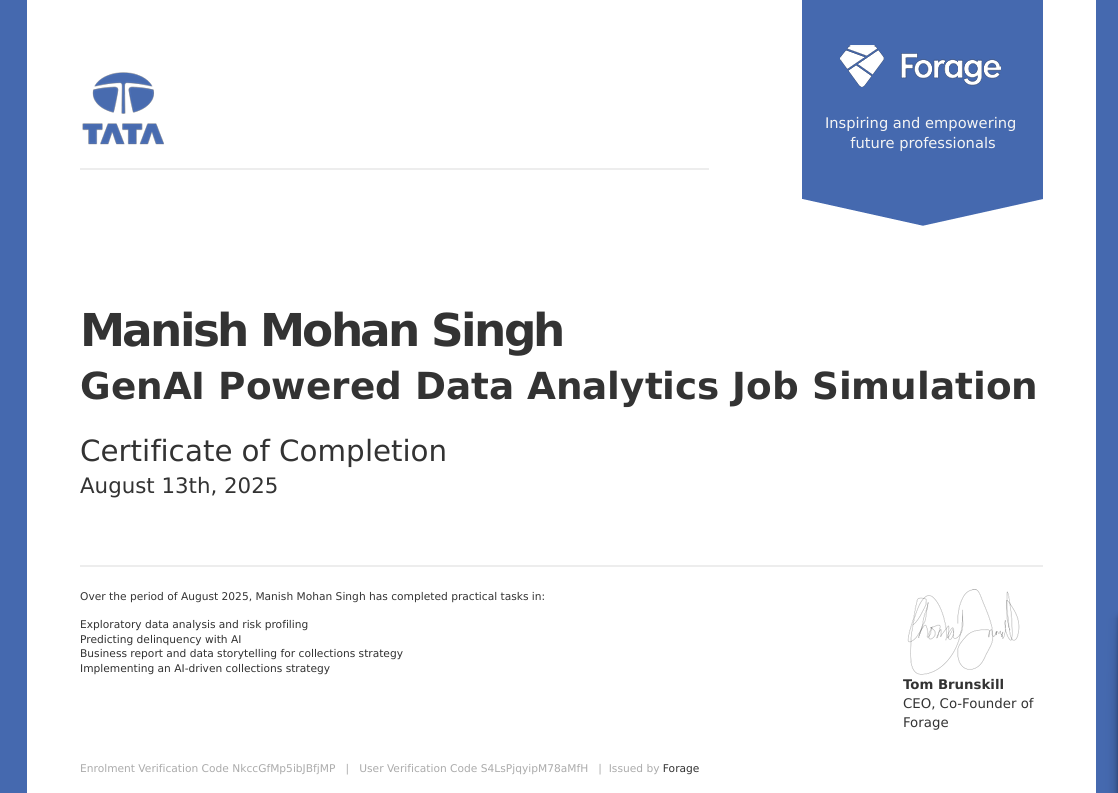 TATA
Forage
Inspiring and empowering
future professionals
Manish Mohan Singh
GenAI Powered Data Analytics Job Simulation
Certificate of Completion
August 13th, 2025
Over the period of August 2025, Manish Mohan Singh has completed practical tasks in:
Exploratory data analysis and risk profiling
Predicting delinquency with AI
Business report and data storytelling for collections strategy
Implementing an AI-driven collections strategy
Tom Brunskill
CEO, Co-Founder of
Forage
Enrolment Verification Code NkccGfMp5ibJBfjMP | User Verification Code S4LsPjqyipM78aMfH | Issued by Forage